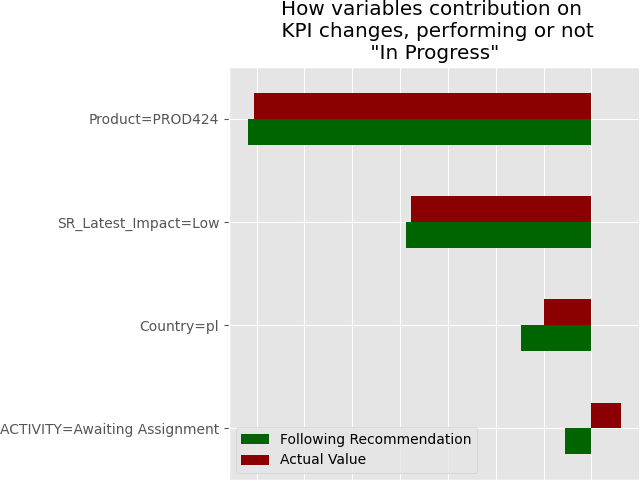 How variables contribution on
KPI changes, performing or not
"In Progress"
Product=PROD424
SR_Latest_Impact=Low
Country=pl
ACTIVITY=Awaiting Assignment
Following Recommendation
Actual Value